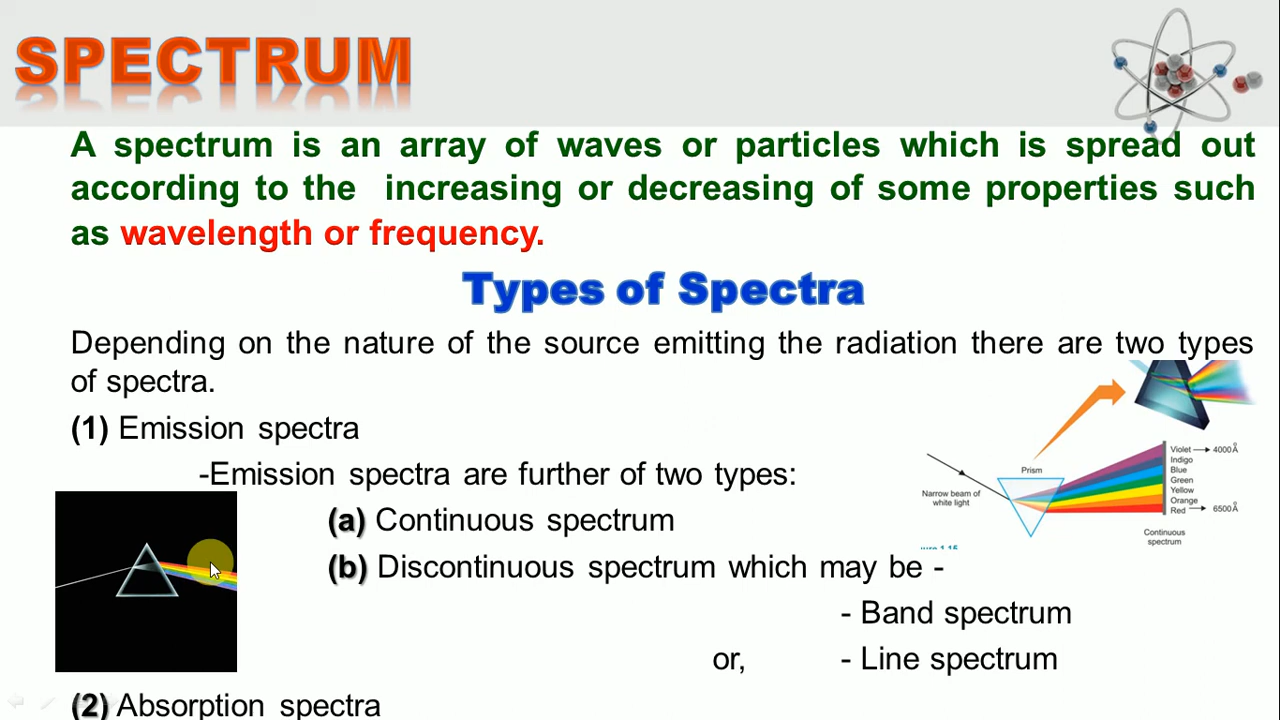 SPECTRUM
A spectrum is an array of waves or particles which is spread out
according to the increasing or decreasing of some properties such
as wavelength or frequency.
Types of Spectra
Depending on the nature of the source emitting the radiation there are two types
of spectra.
(1) Emission spectra
-Emission spectra are further of two types:
(a) Continuous spectrum
(b) Discontinuous spectrum which may be -
- Band spectrum
or, - Line spectrum
(2) Absorption spectra
Narrow beam of
white light
Prism
Violet → 4000Å
Indigo
Blue
Green
Yellow
Orange
Red → 6500Å
Continuous
spectrum